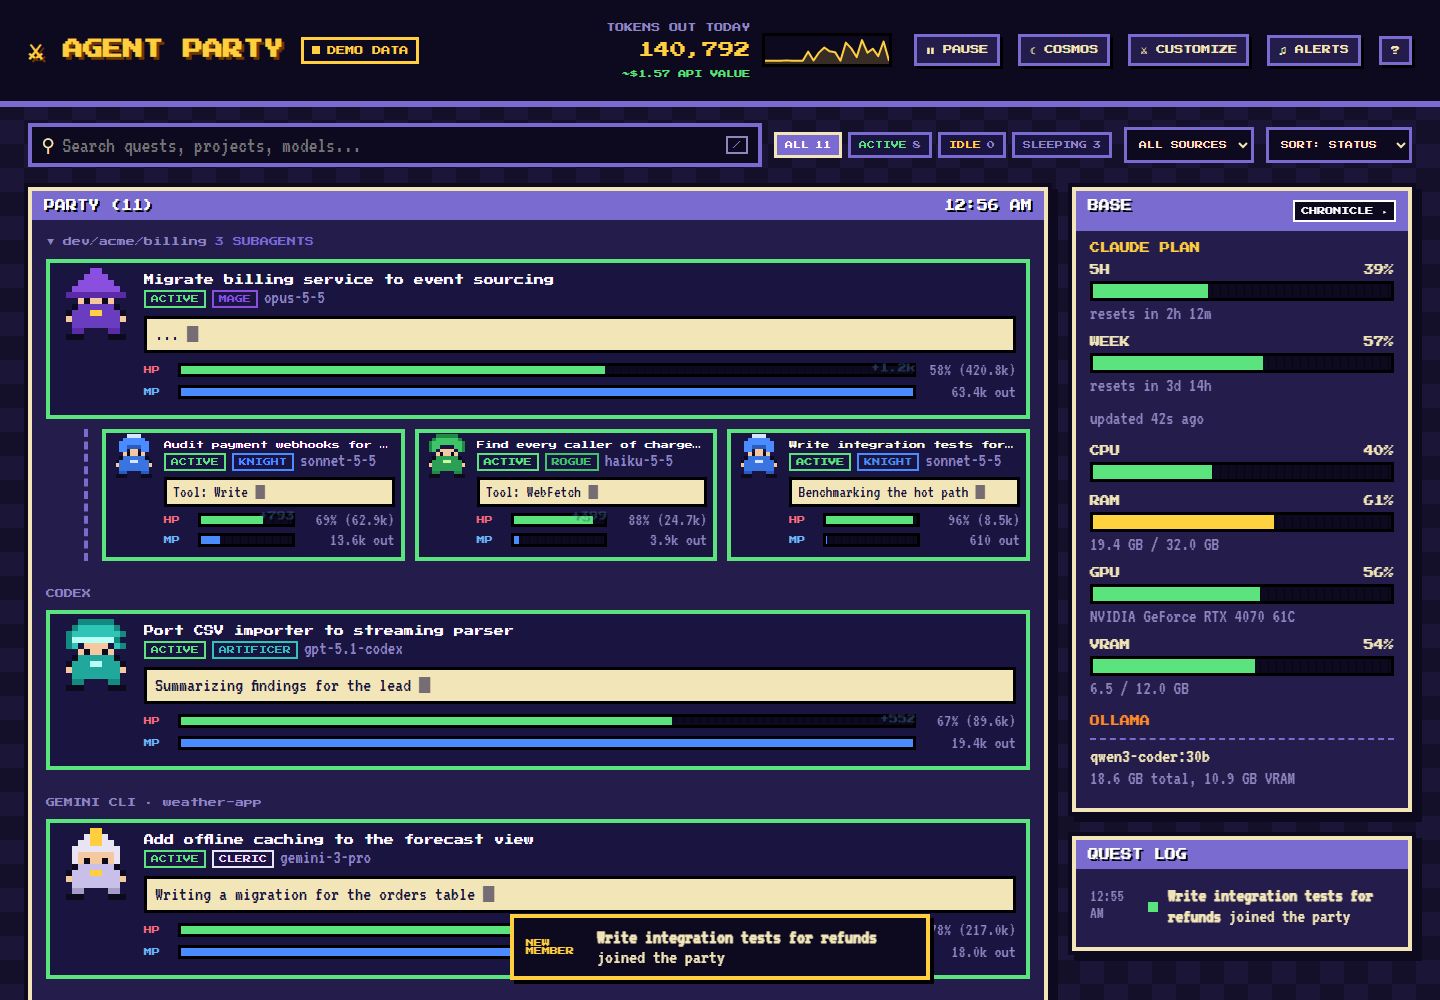 ⚔ AGENT PARTY
DEMO DATA
TOKENS OUT TODAY
140,792
~$1.57 API VALUE
PAUSE
COSMOS
CUSTOMIZE
ALERTS
?
Search quests, projects, models...
/
ALL 11
ACTIVE 8
IDLE 0
SLEEPING 3
ALL SOURCES
SORT: STATUS
PARTY (11)
12:56 AM
▼ dev/acme/billing 3 SUBAGENTS
Migrate billing service to event sourcing
ACTIVE MAGE opus-5-5
...
+1.2k
HP 58% (420.8k)
MP 63.4k out
Audit payment webhooks for …
ACTIVE KNIGHT sonnet-5-5
Tool: Write
+793
HP 69% (62.9k)
MP 13.6k out
Find every caller of charge…
ACTIVE ROGUE haiku-5-5
Tool: WebFetch
+399
HP 88% (24.7k)
MP 3.9k out
Write integration tests for…
ACTIVE KNIGHT sonnet-5-5
Benchmarking the hot path
HP 96% (8.5k)
MP 610 out
CODEX
Port CSV importer to streaming parser
ACTIVE ARTIFICER gpt-5.1-codex
Summarizing findings for the lead
+552
HP 67% (89.6k)
MP 19.4k out
GEMINI CLI · weather-app
Add offline caching to the forecast view
ACTIVE CLERIC gemini-3-pro
Writing a migration for the orders table
HP 78% (217.0k)
MP 18.0k out
NEW MEMBER
Write integration tests for refunds
joined the party
BASE
CHRONICLE
CLAUDE PLAN
5H 39%
resets in 2h 12m
WEEK 57%
resets in 3d 14h
updated 42s ago
CPU 40%
RAM 61%
19.4 GB / 32.0 GB
GPU 56%
NVIDIA GeForce RTX 4070 61C
VRAM 54%
6.5 / 12.0 GB
OLLAMA
qwen3-coder:30b
18.6 GB total, 10.9 GB VRAM
QUEST LOG
12:55 AM
Write integration tests for
refunds joined the party